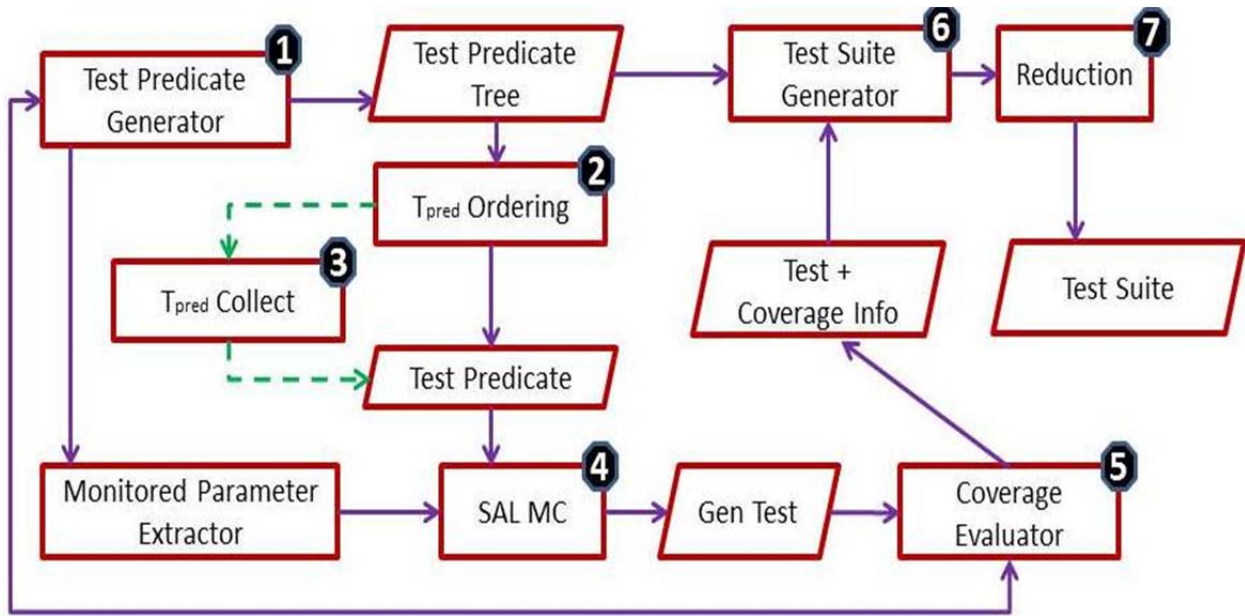 1
Test Predicate
Generator
Test Predicate
Tree
6
Test Suite
Generator
7
Reduction
2
Tpred Ordering
3
Tpred Collect
Test +
Coverage Info
Test Suite
Test Predicate
Monitored Parameter
Extractor
4
SAL MC
Gen Test
5
Coverage
Evaluator